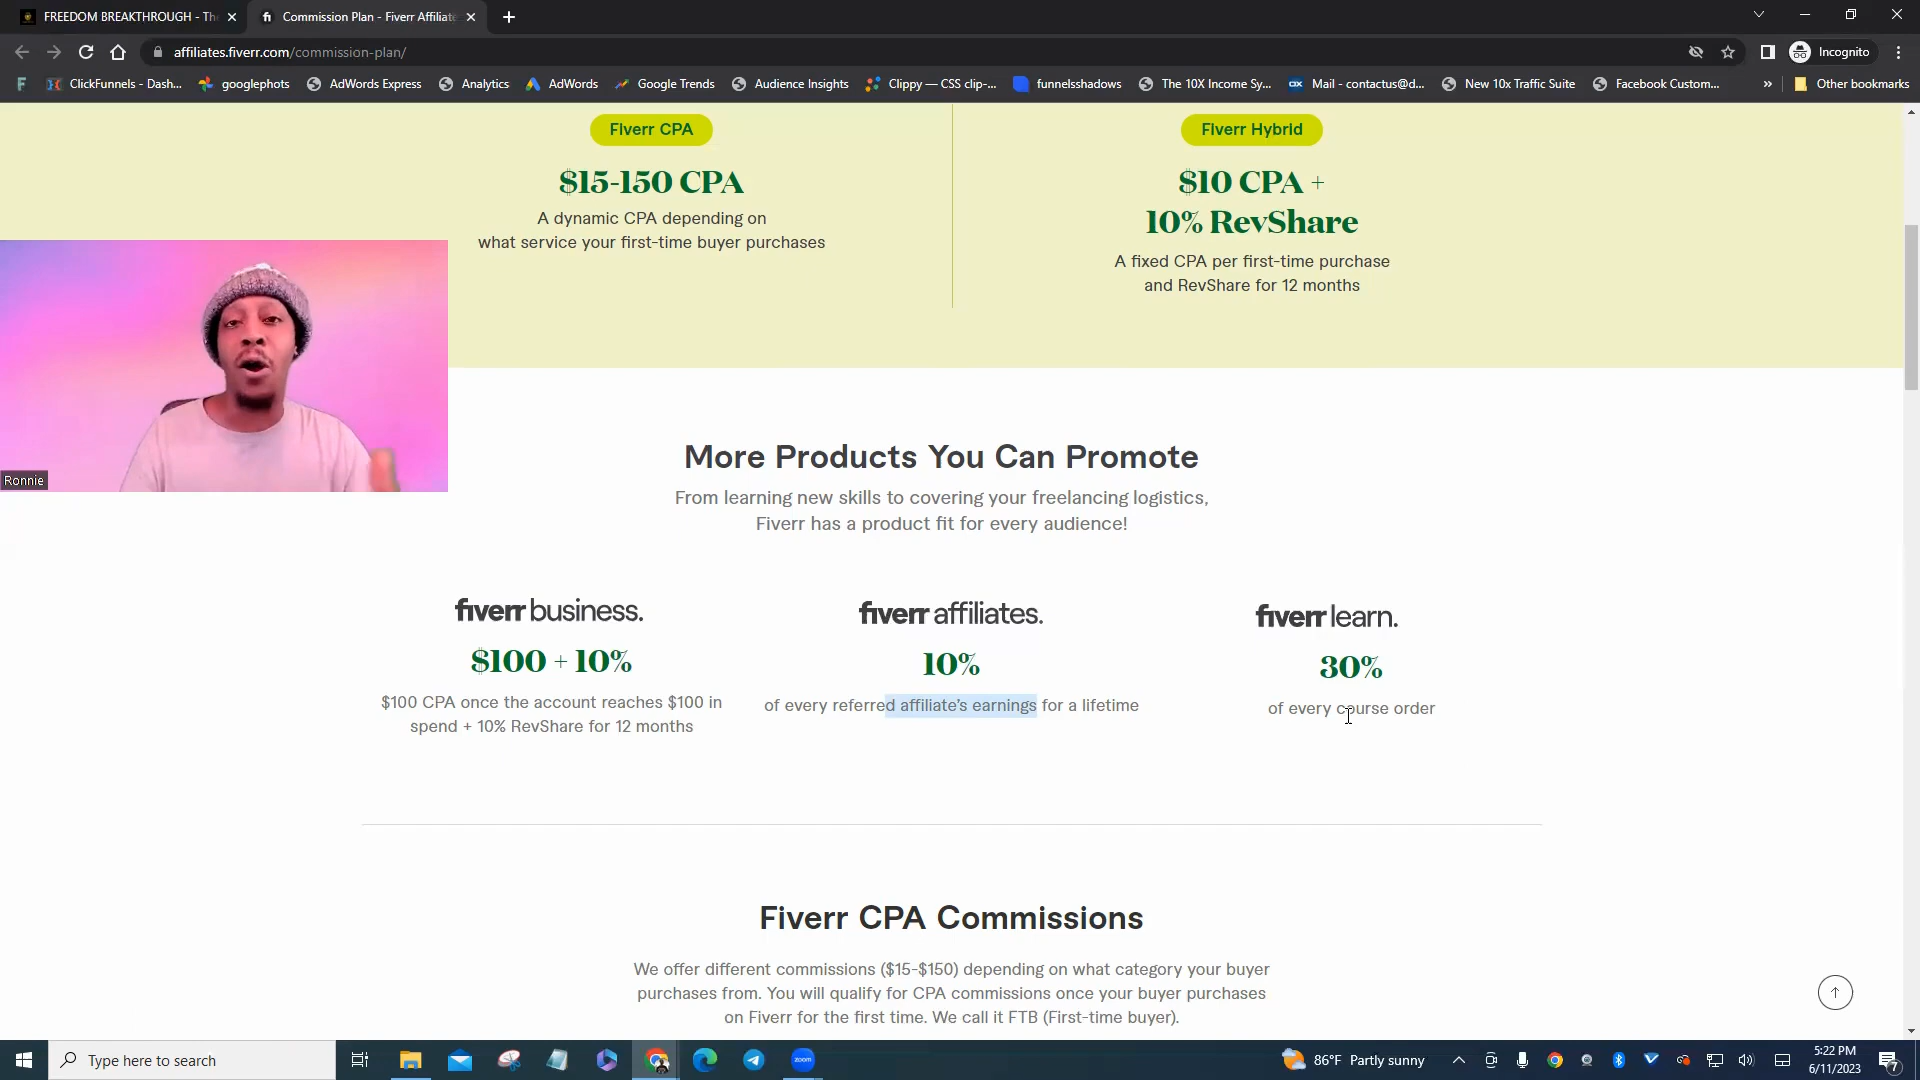 FREEDOM BREAKTHROUGH - The
Commission Plan - Fiverr Affiliate
affiliates.fiverr.com/commission-plan/
Incognito
ClickFunnels - Dash...
googlephots
AdWords Express
Analytics
AdWords
Google Trends
Audience Insights
Clippy — CSS clip-...
funnelsshadows
The 10X Income Sy...
Mail - contactus@d...
New 10x Traffic Suite
Facebook Custom...
»
Other bookmarks
Fiverr CPA
$15-150 CPA
A dynamic CPA depending on
what service your first-time buyer purchases
Fiverr Hybrid
$10 CPA +
10% RevShare
A fixed CPA per first-time purchase
and RevShare for 12 months
Ronnie
More Products You Can Promote
From learning new skills to covering your freelancing logistics,
Fiverr has a product fit for every audience!
fiverr business.
$100 + 10%
$100 CPA once the account reaches $100 in
spend + 10% RevShare for 12 months
fiverr affiliates.
10%
of every referred affiliate's earnings for a lifetime
fiverr learn.
30%
of every course order
Fiverr CPA Commissions
We offer different commissions ($15-$150) depending on what category your buyer
purchases from. You will qualify for CPA commissions once your buyer purchases
on Fiverr for the first time. We call it FTB (First-time buyer).
Type here to search
zoom
86°F Partly sunny
5:22 PM
6/11/2023
7